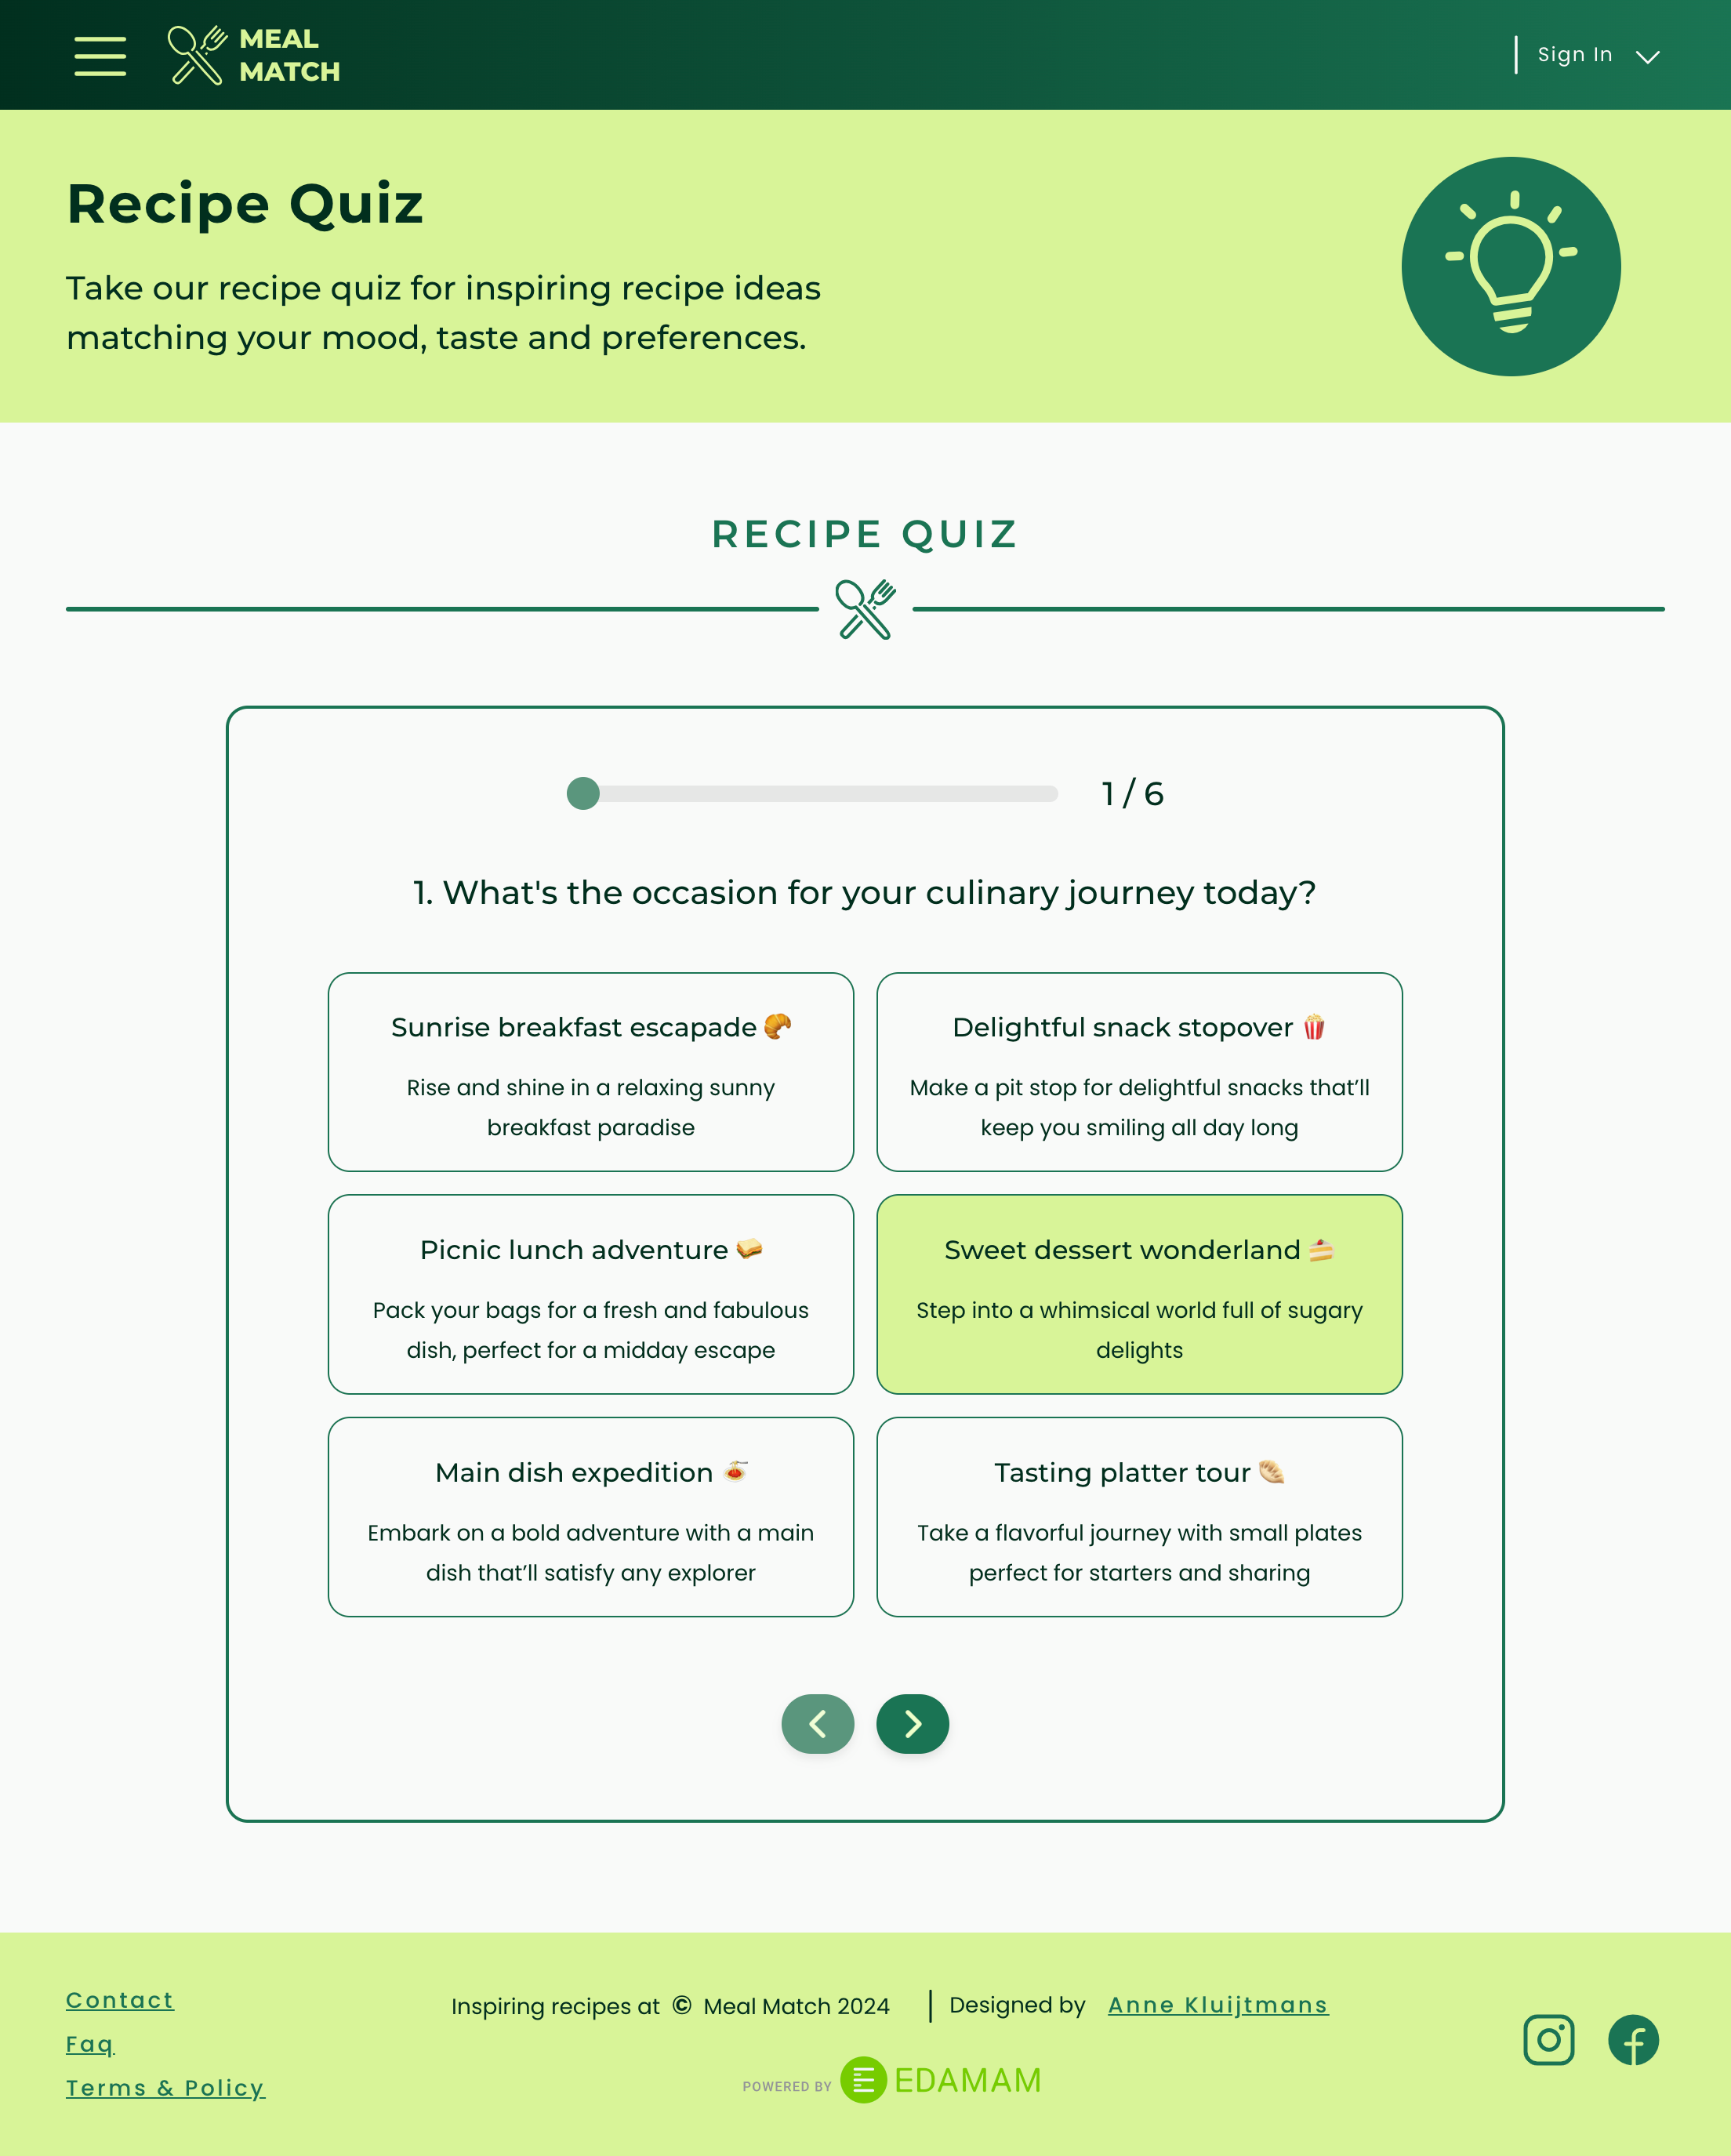 MEAL
MATCH
Sign In
Recipe Quiz
Take our recipe quiz for inspiring recipe ideas
matching your mood, taste and preferences.
RECIPE QUIZ
1 / 6
1. What's the occasion for your culinary journey today?
Sunrise breakfast escapade 🥐
Rise and shine in a relaxing sunny
breakfast paradise
Delightful snack stopover 🍿
Make a pit stop for delightful snacks that’ll
keep you smiling all day long
Picnic lunch adventure 🥪
Pack your bags for a fresh and fabulous
dish, perfect for a midday escape
Sweet dessert wonderland 🍰
Step into a whimsical world full of sugary
delights
Main dish expedition 🍝
Embark on a bold adventure with a main
dish that’ll satisfy any explorer
Tasting platter tour 🥟
Take a flavorful journey with small plates
perfect for starters and sharing
Contact
Faq
Terms & Policy
Inspiring recipes at © Meal Match 2024 | Designed by Anne Kluijtmans
POWERED BY EDAMAM